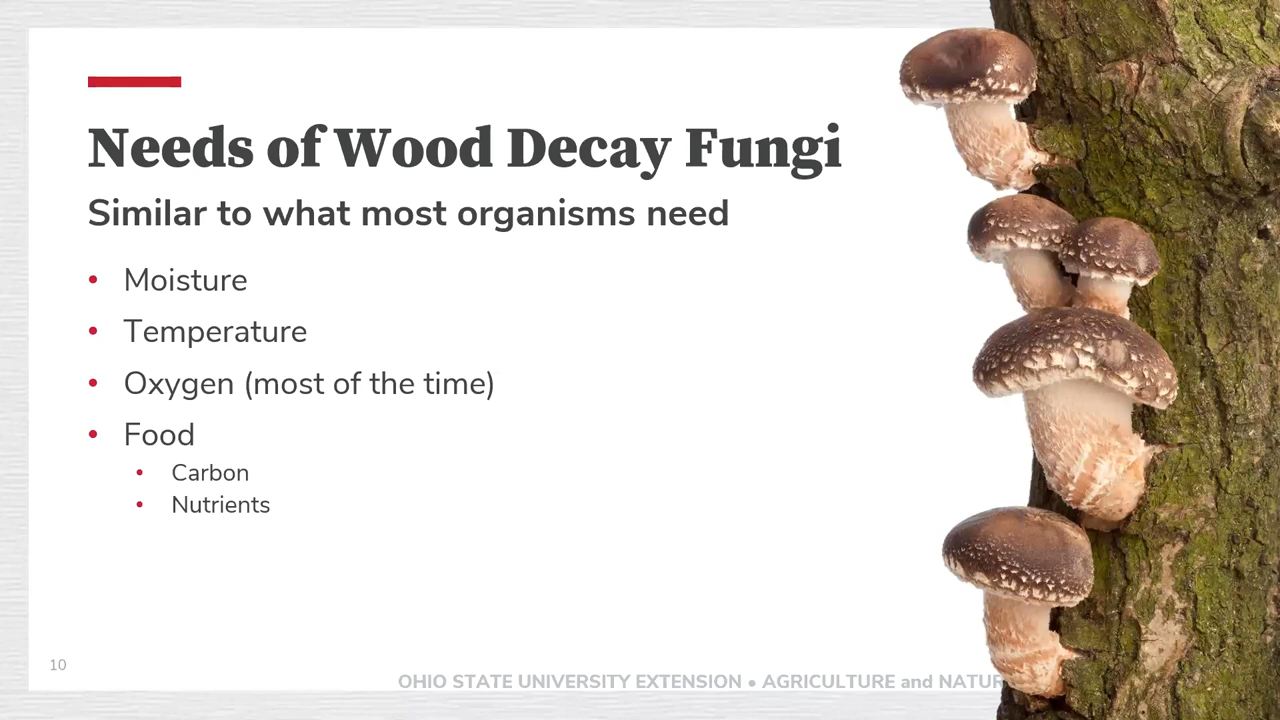 Needs of Wood Decay Fungi
Similar to what most organisms need
• Moisture
• Temperature
• Oxygen (most of the time)
• Food
• Carbon
• Nutrients
10
OHIO STATE UNIVERSITY EXTENSION • AGRICULTURE and NATUR